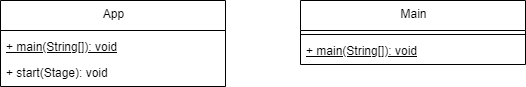 App
+ main(String[]): void
+ start(Stage): void
Main
+ main(String[]): void